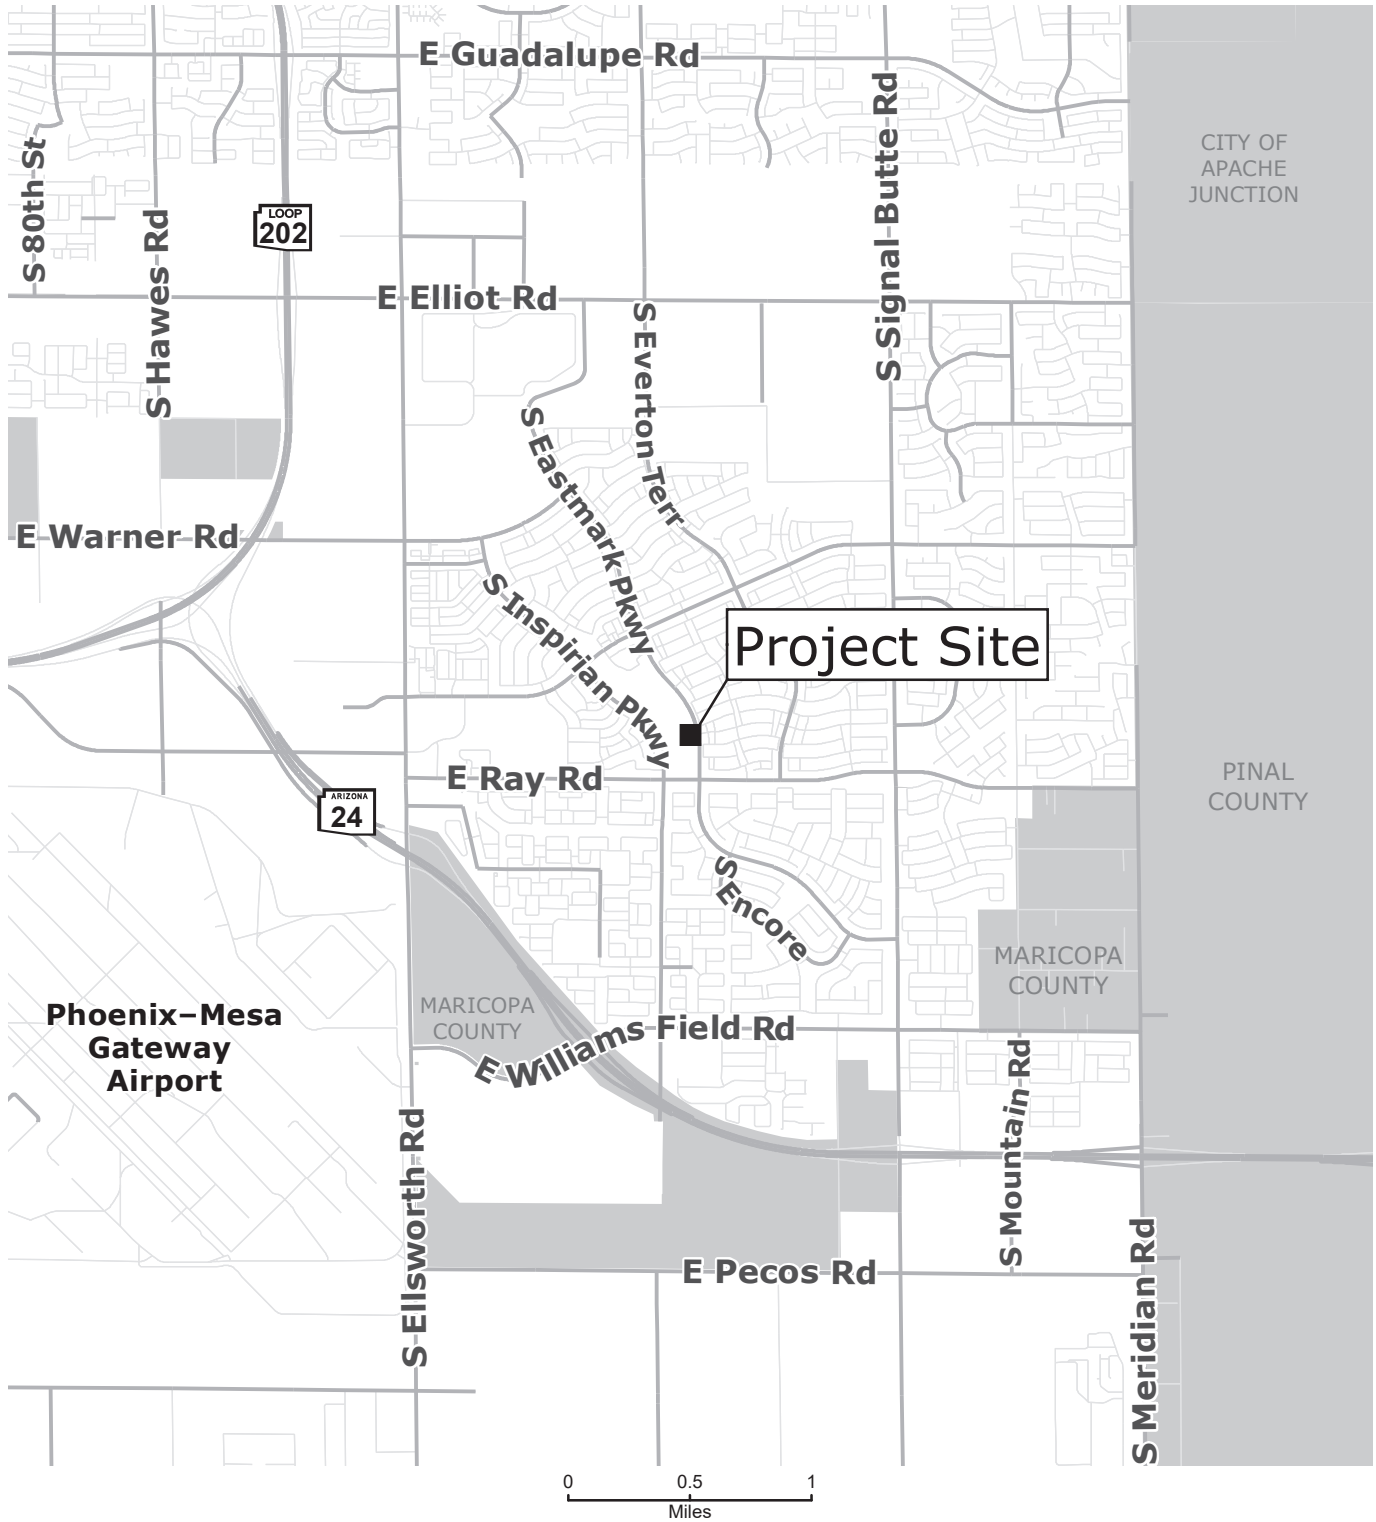 E Guadalupe Rd
CITY OF
APACHE
JUNCTION
S 80th St
S Hawes Rd
LOOP
202
S Signal Butte Rd
E Elliot Rd
S Everton Terr
S Eastmark Pkwy
E Warner Rd
S Inspirian Pkwy
Project Site
E Ray Rd
PINAL
COUNTY
ARIZONA
24
S Encore
MARICOPA
COUNTY
MARICOPA
COUNTY
Phoenix–Mesa
Gateway
Airport
E Williams Field Rd
S Mountain Rd
S Ellsworth Rd
E Pecos Rd
S Meridian Rd
0 0.5 1
Miles